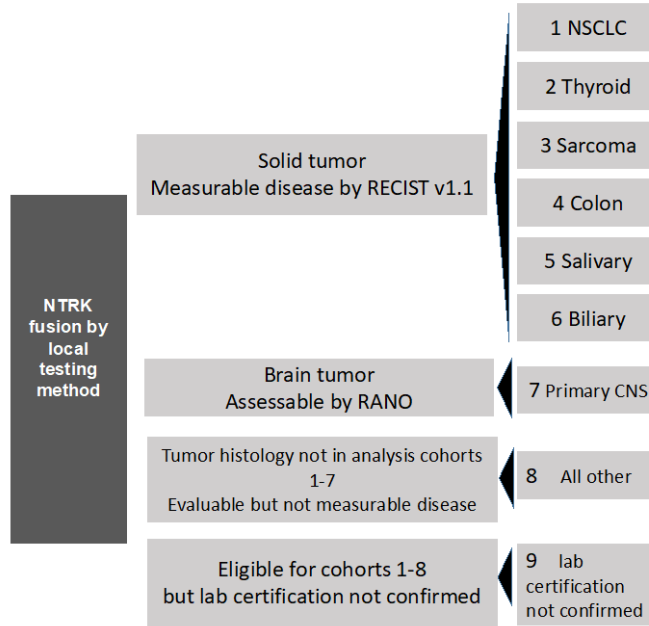 NTRK
fusion by
local
testing
method
Solid tumor
Measurable disease by RECIST v1.1
1 NSCLC
2 Thyroid
3 Sarcoma
4 Colon
5 Salivary
6 Biliary
Brain tumor
Assessable by RANO
7 Primary CNS
Tumor histology not in analysis cohorts
1-7
Evaluable but not measurable disease
8 All other
Eligible for cohorts 1-8
but lab certification not confirmed
9 lab
certification
not confirmed